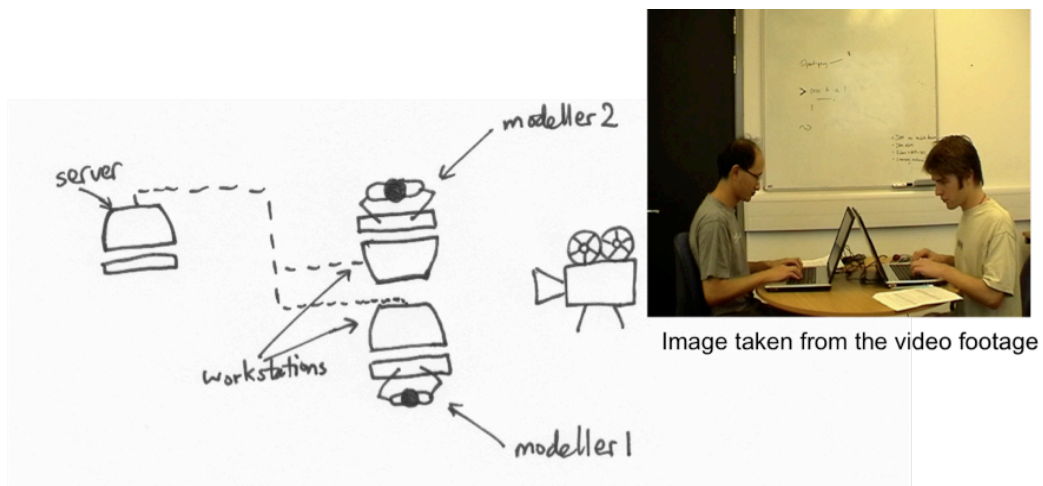 modeller 2
server
workstations
modeller 1
Image taken from the video footage